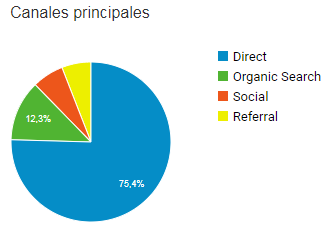 Canales principales
Direct
Organic Search
Social
Referral
12,3%
75,4%